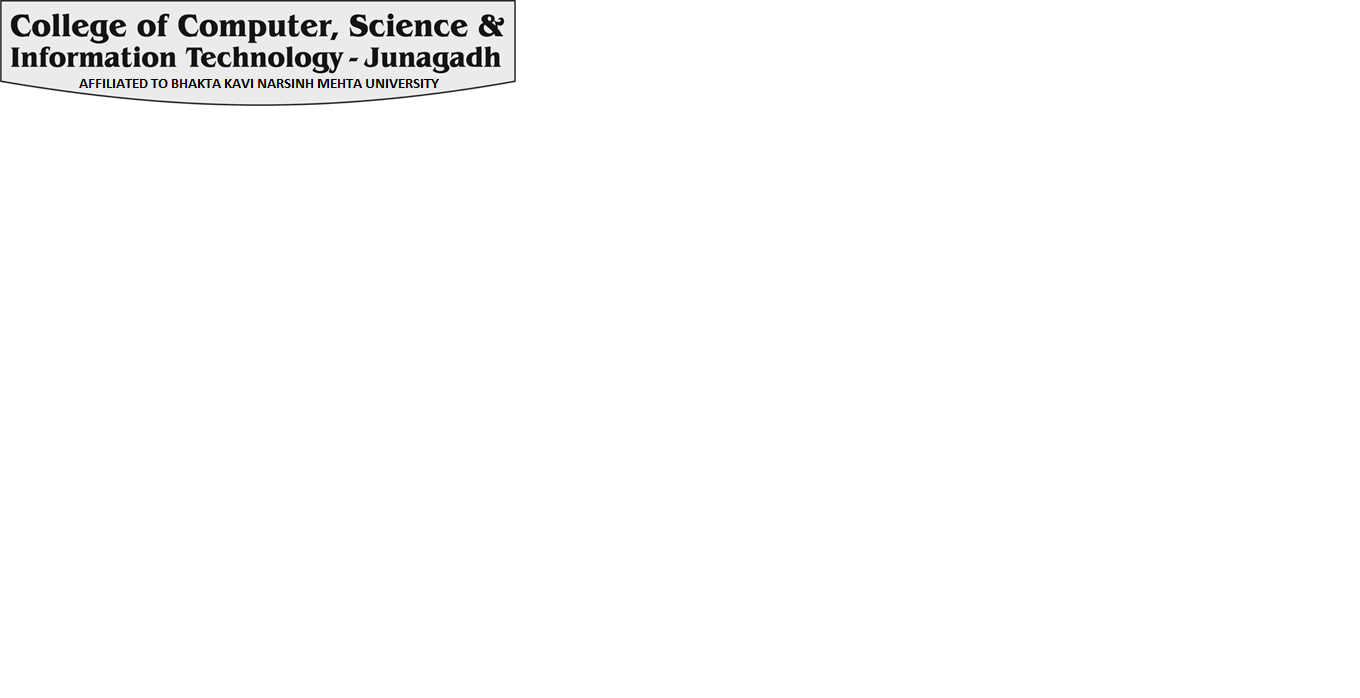 College of Computer, Science &
Information Technology - Junagadh
AFFILIATED TO BHAKTA KAVI NARSINH MEHTA UNIVERSITY